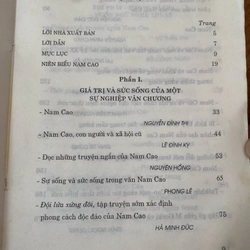 Trang
LỜI NHÀ XUẤT BẢN 5
LỜI DẪN 7
MỤC LỤC 9
NIÊN BIỂU NAM CAO 19
Phần I.
GIÁ TRỊ VÀ SỨC SỐNG CỦA MỘT
SỰ NGHIỆP VĂN CHƯƠNG
- Nam Cao 33
NGUYỄN ĐÌNH THI
- Nam Cao, con người và xã hội cũ 44
LÊ ĐÌNH KỴ
- Đọc những truyện ngắn của Nam Cao 65
NGUYÊN HỒNG
- Sự sống và sức sống trong văn Nam Cao
PHONG LÊ
- Đội lứa xứng đôi, tập truyện sớm xác định
phong cách độc đáo của Nam Cao 75
HÀ MINH ĐỨC